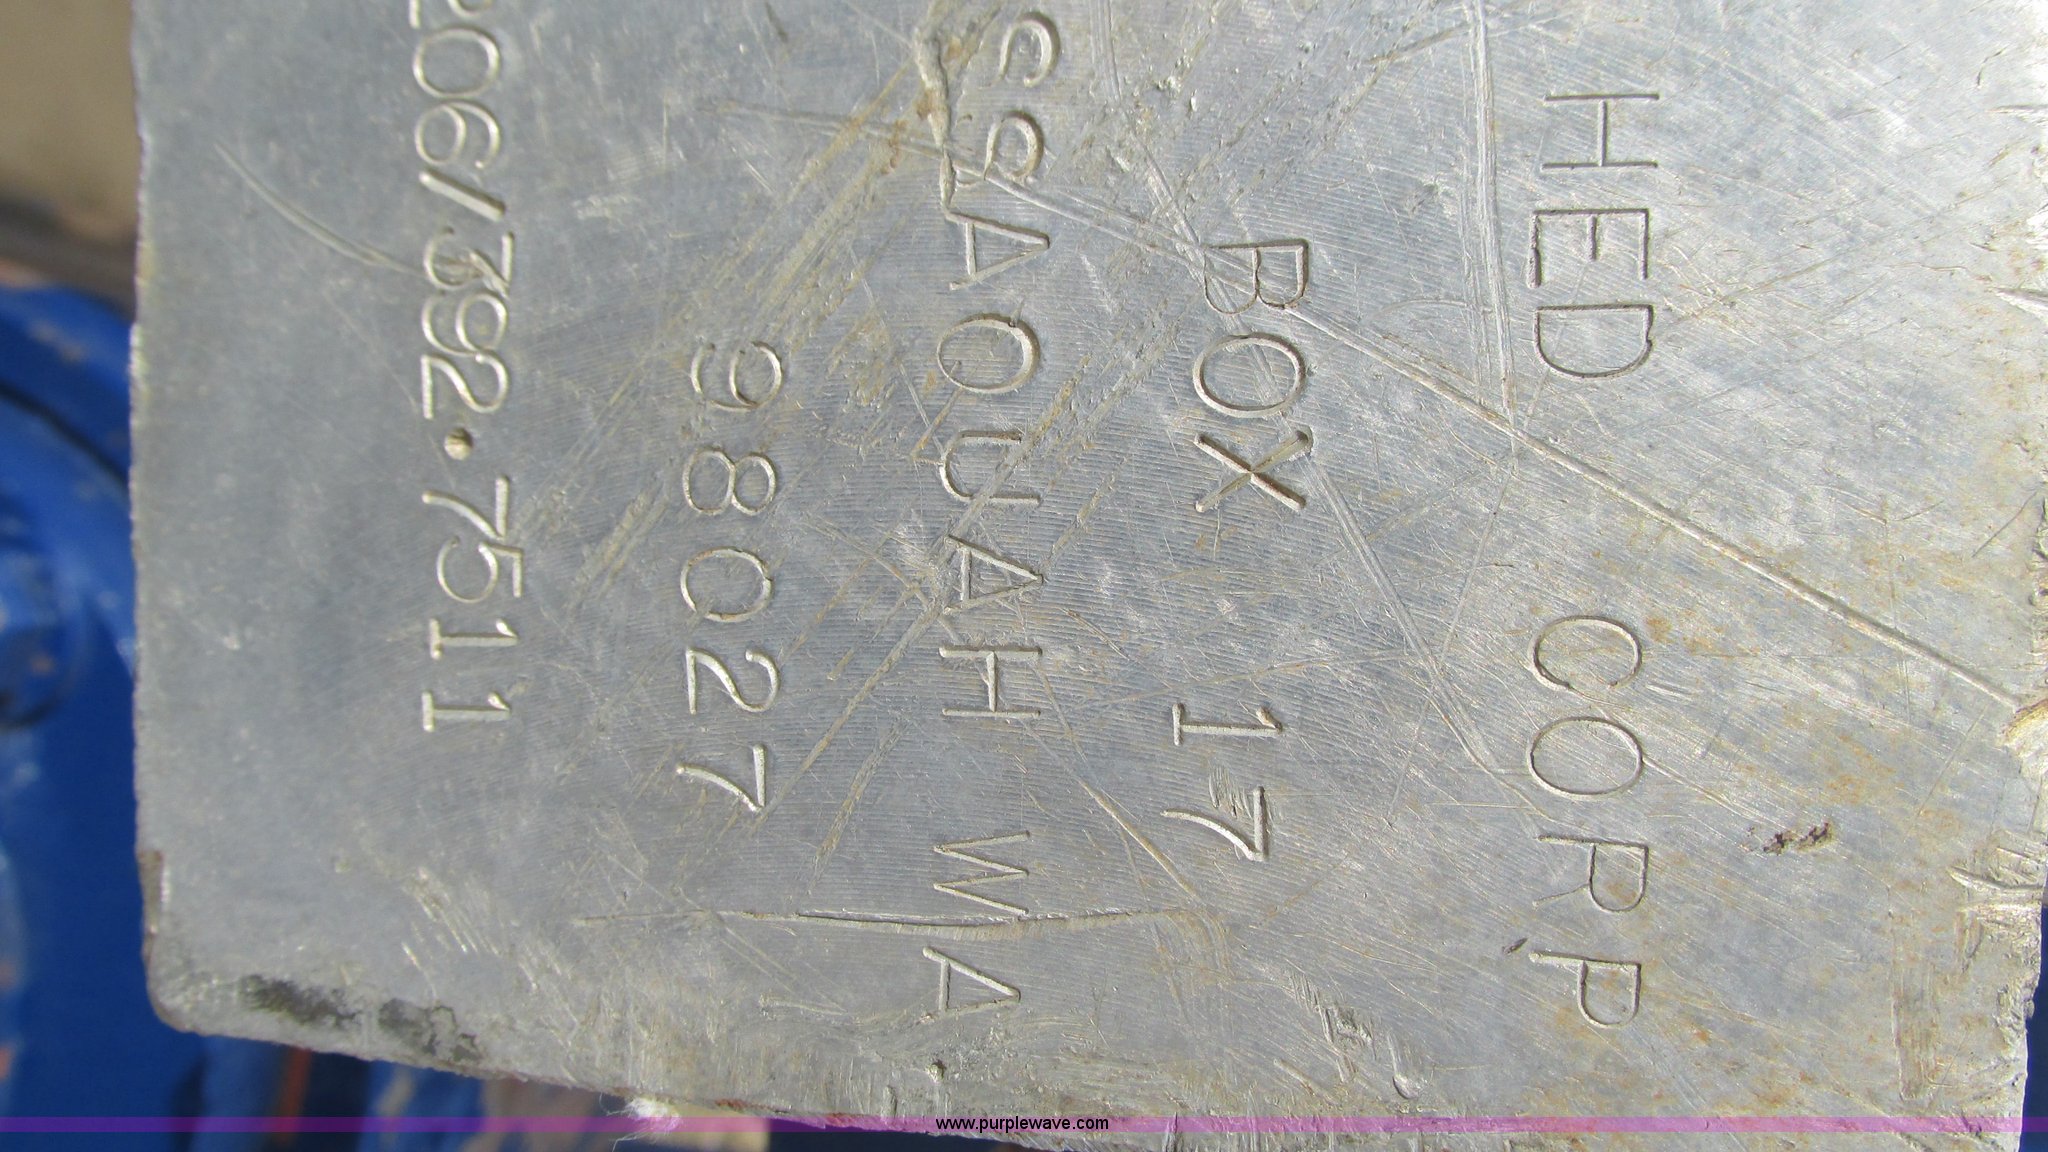 HED CORP
BOX 17
SSAQUAH WA
98027
206/392·7511
www.purplewave.com